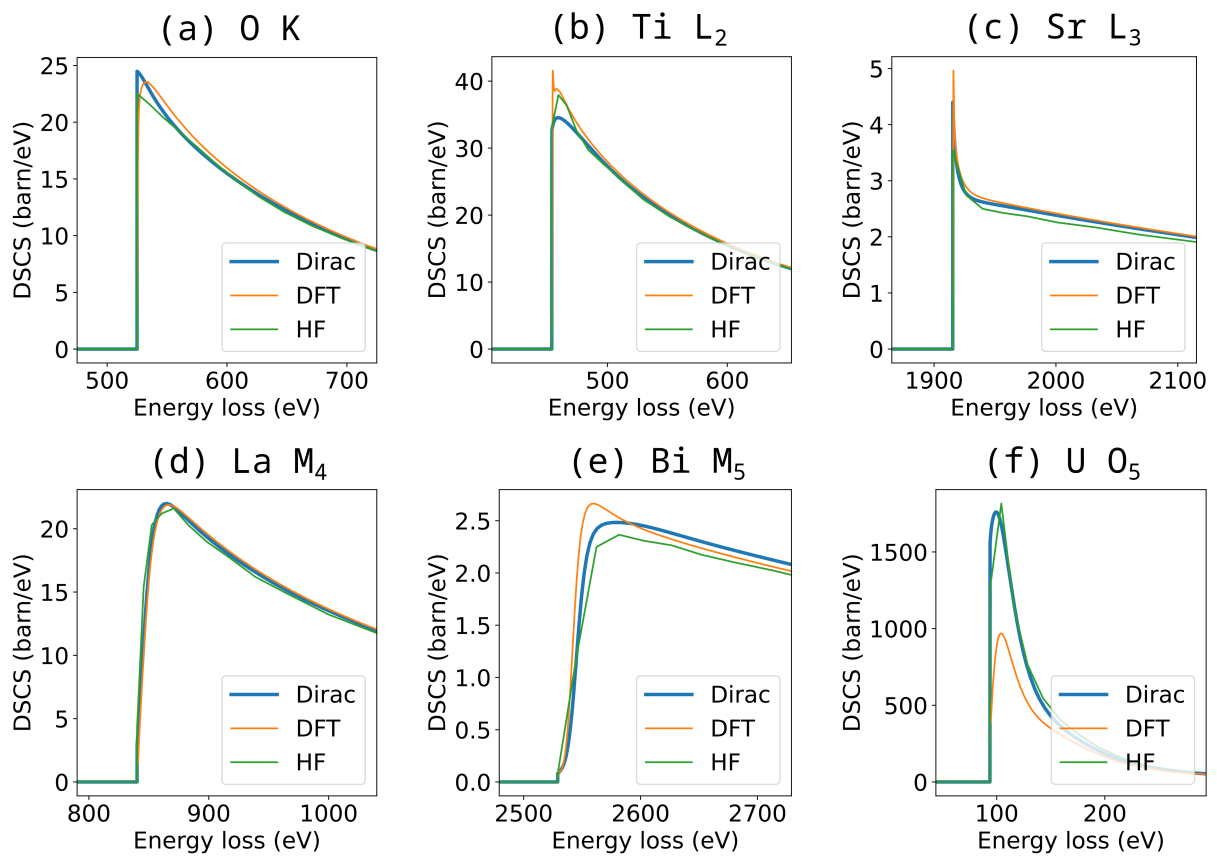 (a) O K
DSCS (barn/eV)
25
20
15
10
5
0
500 600 700
Energy loss (eV)
Dirac
DFT
HF
(b) Ti L₂
DSCS (barn/eV)
40
30
20
10
0
500 600
Energy loss (eV)
Dirac
DFT
HF
(c) Sr L₃
DSCS (barn/eV)
5
4
3
2
1
0
1900 2000 2100
Energy loss (eV)
Dirac
DFT
HF
(d) La M₄
DSCS (barn/eV)
20
15
10
5
0
800 900 1000
Energy loss (eV)
Dirac
DFT
HF
(e) Bi M₅
DSCS (barn/eV)
2.5
2.0
1.5
1.0
0.5
0.0
2500 2600 2700
Energy loss (eV)
Dirac
DFT
HF
(f) U O₅
DSCS (barn/eV)
1500
1000
500
0
100 200
Energy loss (eV)
Dirac
DFT
HF